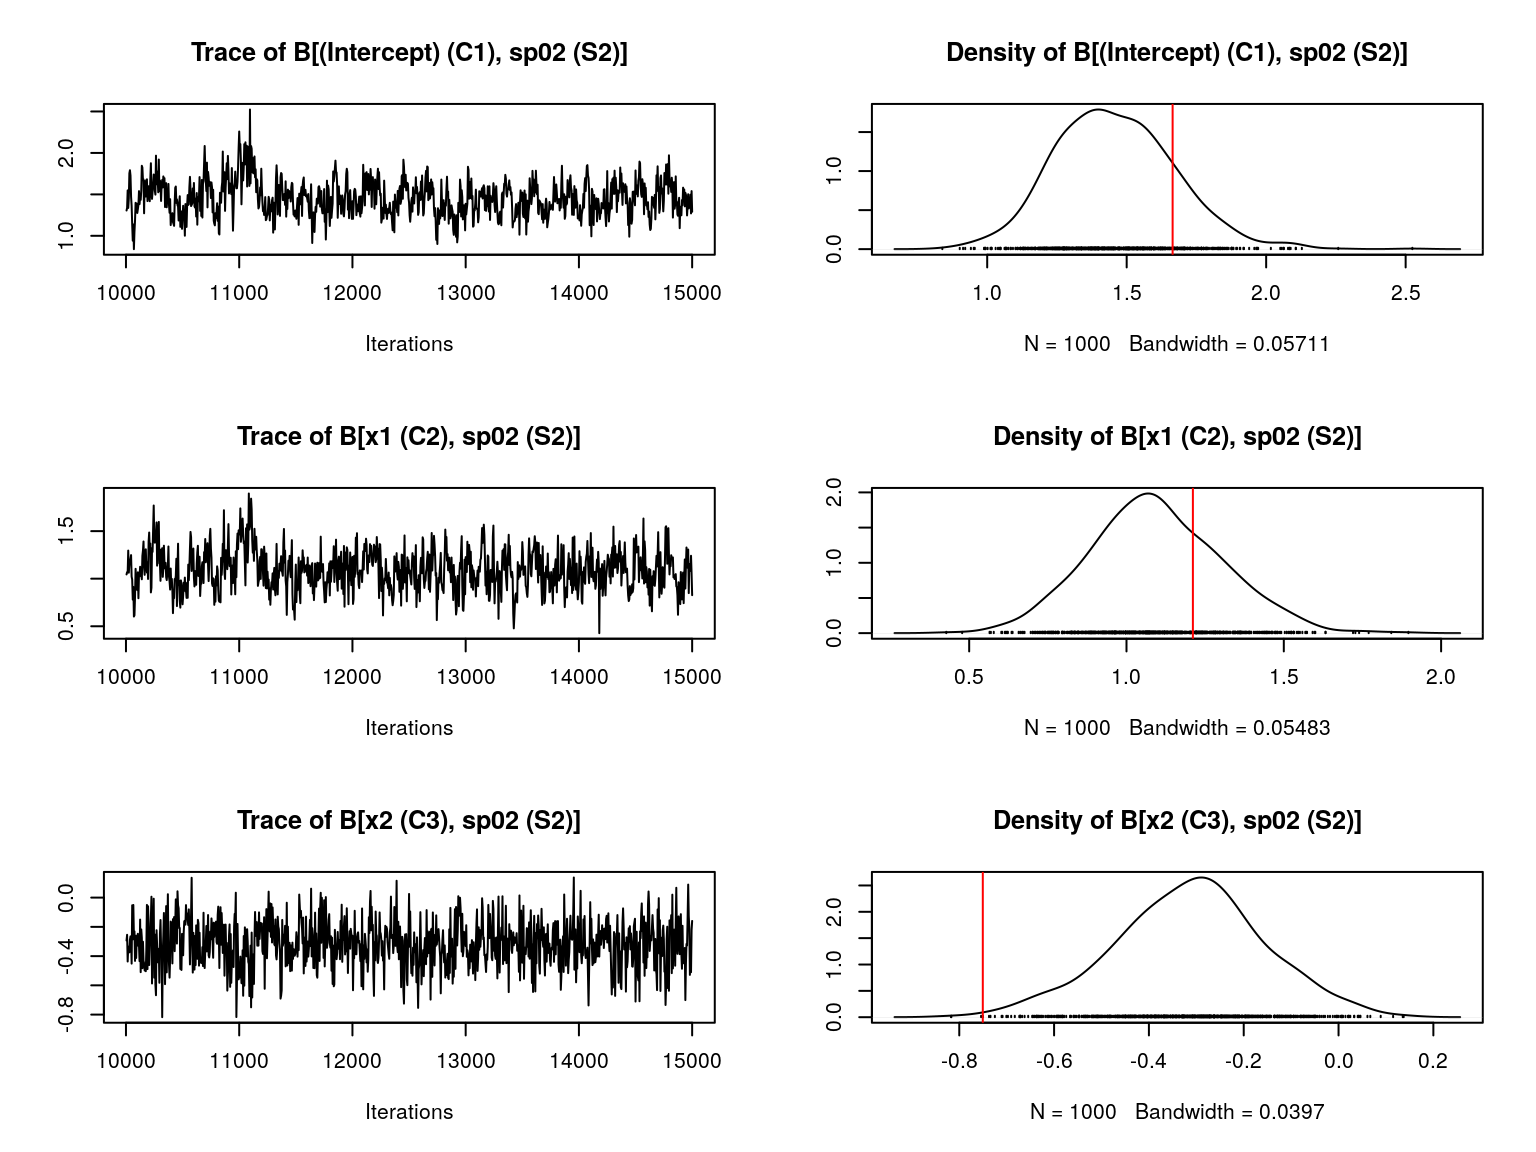 Trace of B[(Intercept) (C1), sp02 (S2)]
1.0 2.0
10000 11000 12000 13000 14000 15000
Iterations
Density of B[(Intercept) (C1), sp02 (S2)]
0.0 1.0
1.0 1.5 2.0 2.5
N = 1000 Bandwidth = 0.05711
Trace of B[x1 (C2), sp02 (S2)]
0.5 1.5
10000 11000 12000 13000 14000 15000
Iterations
Density of B[x1 (C2), sp02 (S2)]
0.0 1.0 2.0
0.5 1.0 1.5 2.0
N = 1000 Bandwidth = 0.05483
Trace of B[x2 (C3), sp02 (S2)]
-0.8 -0.4 0.0
10000 11000 12000 13000 14000 15000
Iterations
Density of B[x2 (C3), sp02 (S2)]
0.0 1.0 2.0
-0.8 -0.6 -0.4 -0.2 0.0 0.2
N = 1000 Bandwidth = 0.0397